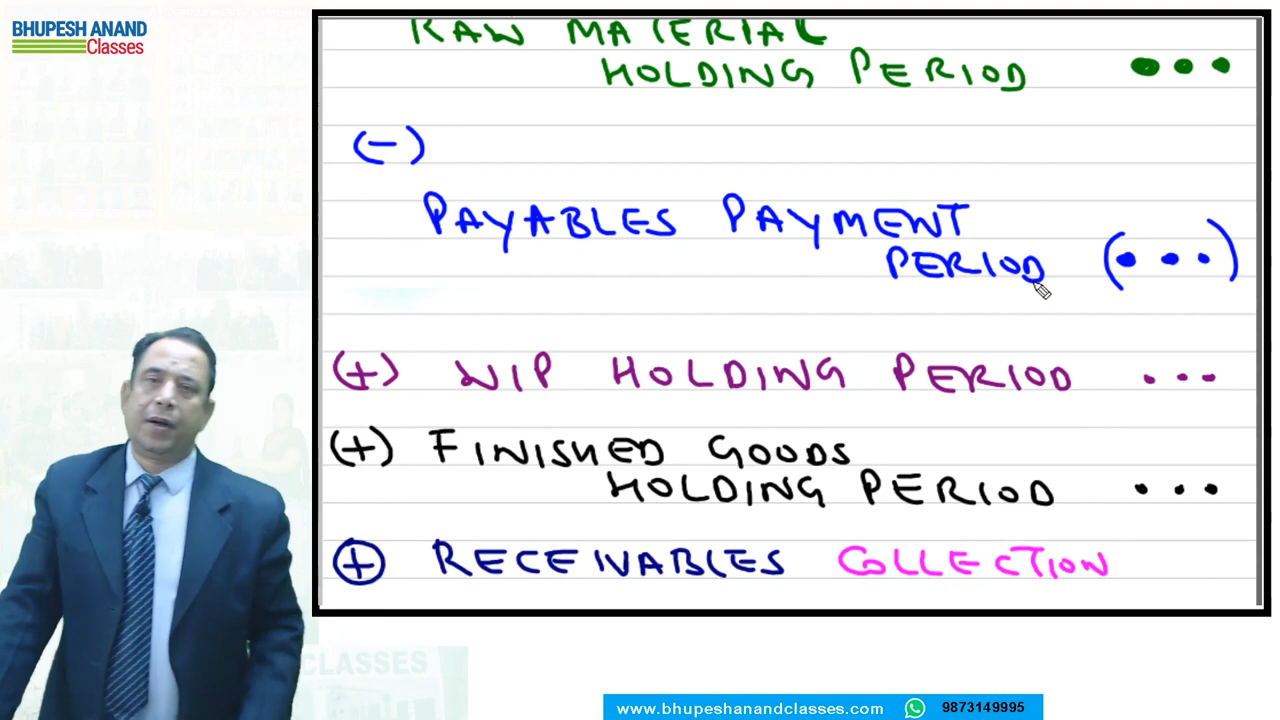 BHUPESH ANAND
Classes
RAW MATERIAL
HOLDING PERIOD •••
(-)
PAYABLES PAYMENT
PERIOD (•••)
(+) WIP HOLDING PERIOD •••
(+) FINISHED GOODS
HOLDING PERIOD •••
(+) RECEIVABLES COLLECTION
CLASSES
www.bhupeshanandclasses.com 9873149995